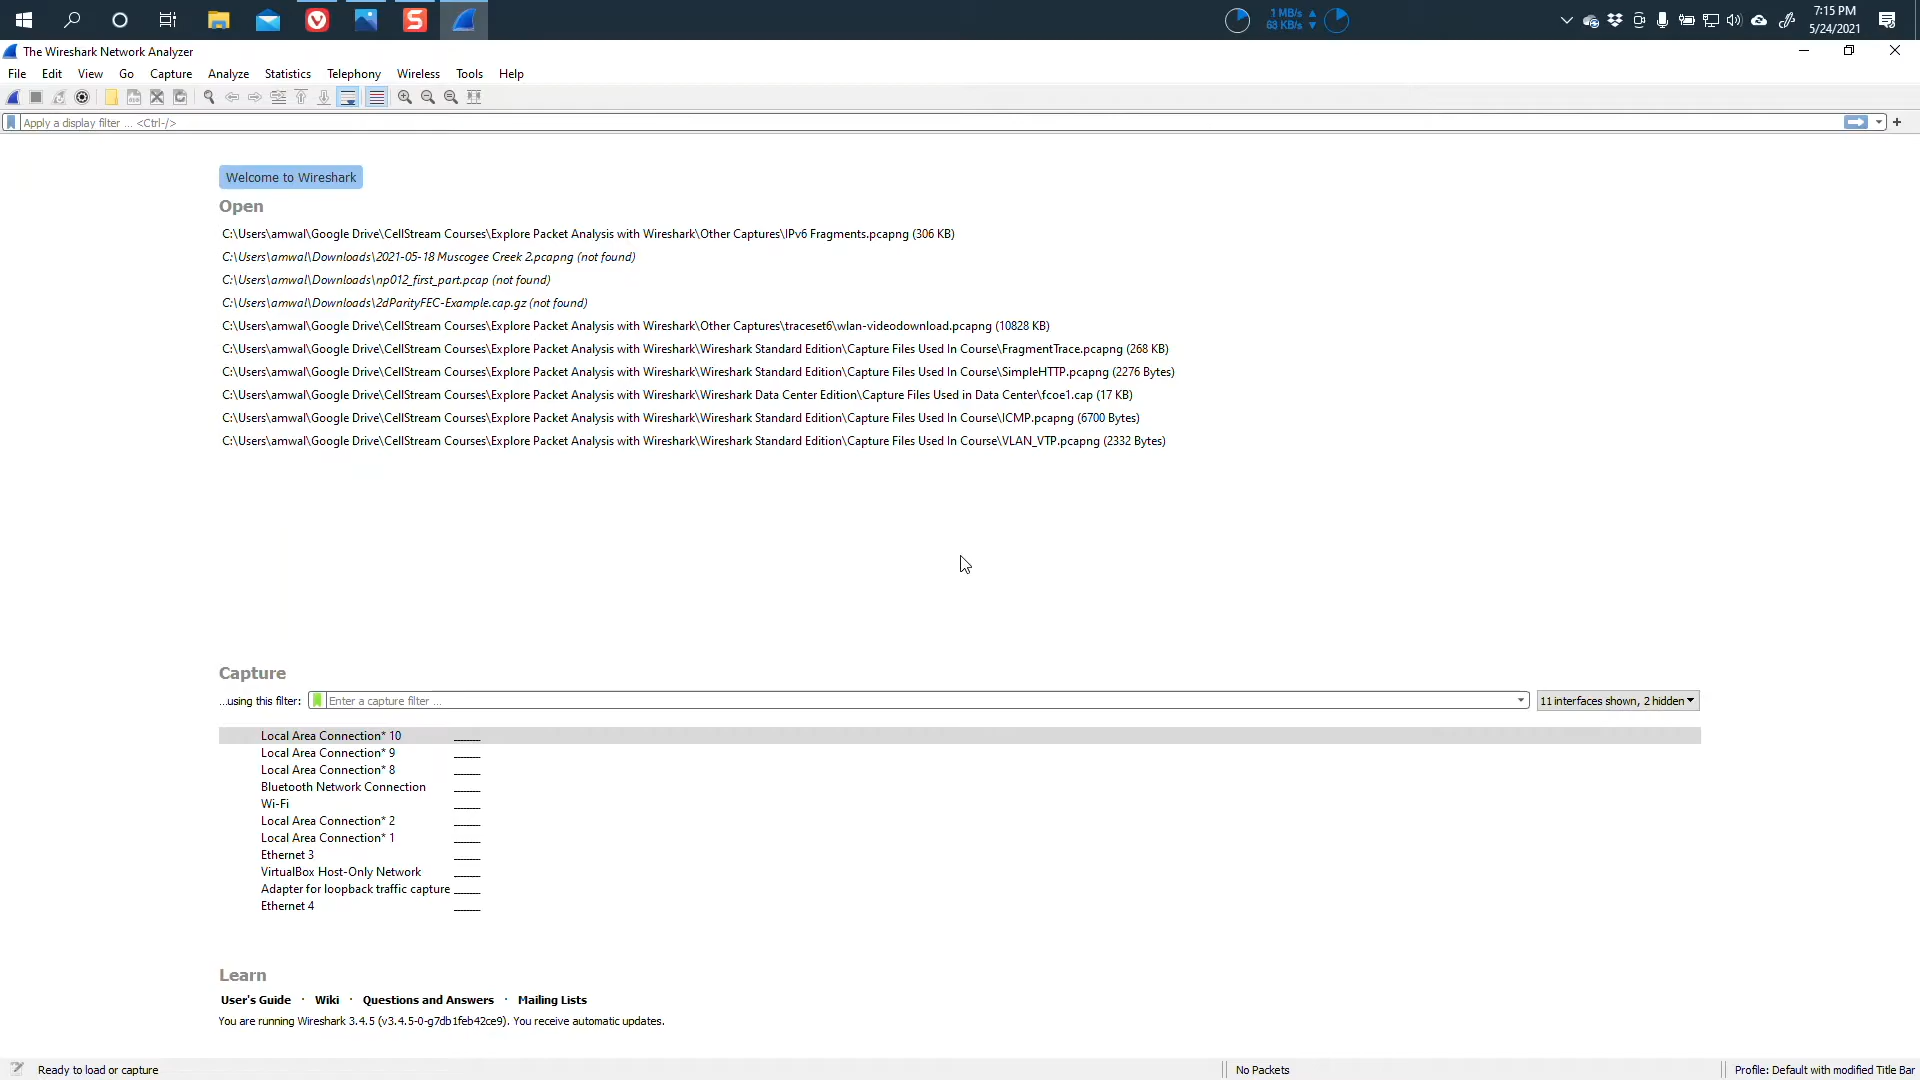 1 MB/s
68 KB/s
7:15 PM
5/24/2021
The Wireshark Network Analyzer
File Edit View Go Capture Analyze Statistics Telephony Wireless Tools Help
Apply a display filter ... <Ctrl-/>
Welcome to Wireshark
Open
C:\Users\amwal\Google Drive\CellStream Courses\Explore Packet Analysis with Wireshark\Other Captures\IPv6 Fragments.pcapng (306 KB)
C:\Users\amwal\Downloads\2021-05-18 Muscogee Creek 2.pcapng (not found)
C:\Users\amwal\Downloads\np012_first_part.pcap (not found)
C:\Users\amwal\Downloads\2dParityFEC-Example.cap.gz (not found)
C:\Users\amwal\Google Drive\CellStream Courses\Explore Packet Analysis with Wireshark\Other Captures\traceset6\wlan-videodownload.pcapng (10828 KB)
C:\Users\amwal\Google Drive\CellStream Courses\Explore Packet Analysis with Wireshark\Wireshark Standard Edition\Capture Files Used In Course\FragmentTrace.pcapng (268 KB)
C:\Users\amwal\Google Drive\CellStream Courses\Explore Packet Analysis with Wireshark\Wireshark Standard Edition\Capture Files Used In Course\SimpleHTTP.pcapng (2276 Bytes)
C:\Users\amwal\Google Drive\CellStream Courses\Explore Packet Analysis with Wireshark\Wireshark Data Center Edition\Capture Files Used in Data Center\fcoe1.cap (17 KB)
C:\Users\amwal\Google Drive\CellStream Courses\Explore Packet Analysis with Wireshark\Wireshark Standard Edition\Capture Files Used In Course\ICMP.pcapng (6700 Bytes)
C:\Users\amwal\Google Drive\CellStream Courses\Explore Packet Analysis with Wireshark\Wireshark Standard Edition\Capture Files Used In Course\VLAN_VTP.pcapng (2332 Bytes)
Capture
...using this filter: Enter a capture filter ... 11 interfaces shown, 2 hidden
Local Area Connection* 10
Local Area Connection* 9
Local Area Connection* 8
Bluetooth Network Connection
Wi-Fi
Local Area Connection* 2
Local Area Connection* 1
Ethernet 3
VirtualBox Host-Only Network
Adapter for loopback traffic capture
Ethernet 4
Learn
User's Guide · Wiki · Questions and Answers · Mailing Lists
You are running Wireshark 3.4.5 (v3.4.5-0-g7db1feb42ce9). You receive automatic updates.
Ready to load or capture No Packets Profile: Default with modified Title Bar